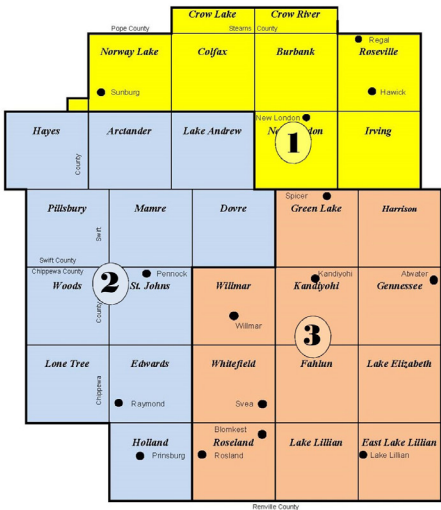 Crow Lake Crow River
Pope County Stearns County
Regal
Norway Lake Colfax Burbank Roseville
Sunburg Hawick
New London
Hayes Arctander Lake Andrew Irving
1
County
Spicer
Pillsbury Mamre Dovre Green Lake Harrison
Swift
Swift County
Chippewa County Pennock Kandiyohi Atwater
Woods St. Johns Willmar Kandiyohi Gennessee
2
County
Willmar
3
Lone Tree Edwards Whitefield Fahlun Lake Elizabeth
Chippewa
Raymond Svea
Blomkest
Holland Roseland Lake Lillian East Lake Lillian
Prinsburg Rosland Lake Lillian
Renville County